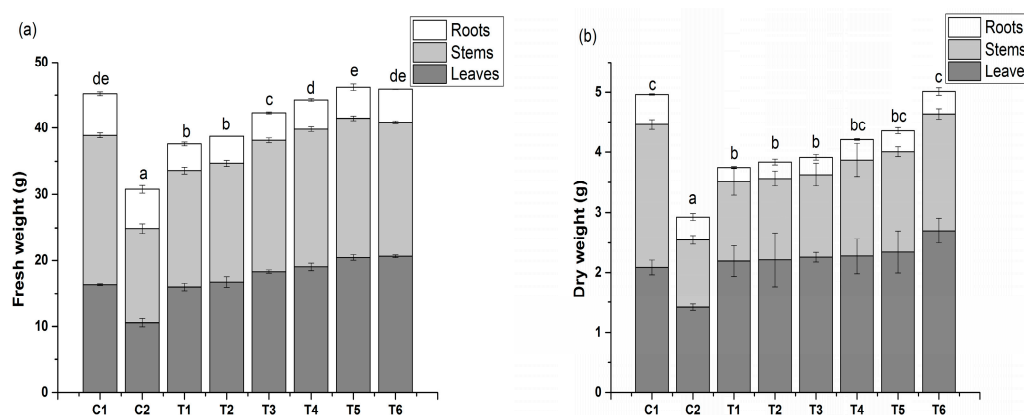 (a)
Roots
Stems
Leaves
Fresh weight (g)
50
40
30
20
10
0
de
a
b
b
c
d
e
de
C1 C2 T1 T2 T3 T4 T5 T6
(b)
Roots
Stems
Leave
Dry weight (g)
5
4
3
2
1
0
c
a
b
b
b
bc
bc
c
C1 C2 T1 T2 T3 T4 T5 T6